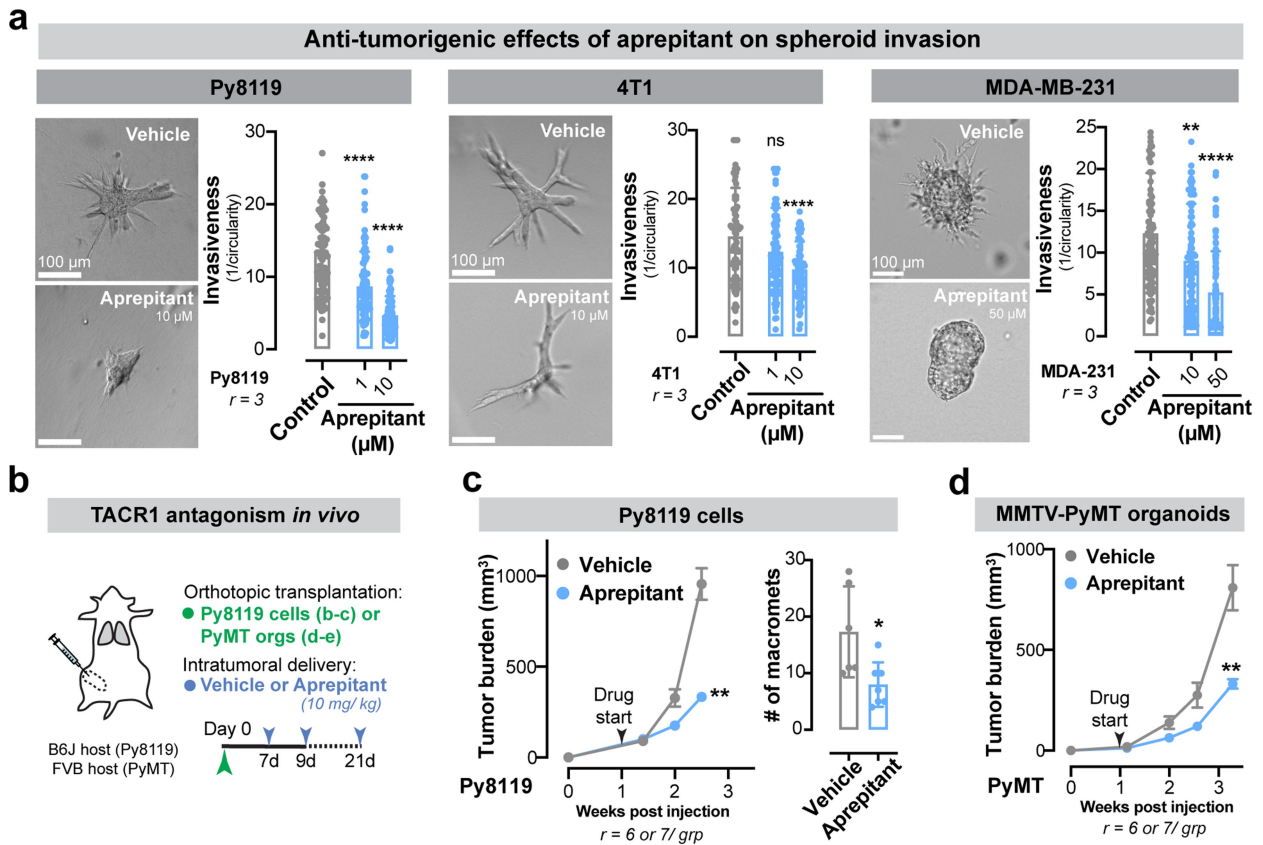 a
Anti-tumorigenic effects of aprepitant on spheroid invasion
Py8119
Vehicle
100 µm
Aprepitant
10 µM
Invasiveness
(1/circularity)
30
20
10
0
****
****
Py8119
r = 3
Control
1
10
Aprepitant
(µM)
4T1
Vehicle
100 µm
Aprepitant
10 µM
Invasiveness
(1/circularity)
30
20
10
0
ns
****
4T1
r = 3
Control
1
10
Aprepitant
(µM)
MDA-MB-231
Vehicle
100 µm
Aprepitant
50 µM
Invasiveness
(1/circularity)
25
20
15
10
5
0
**
****
MDA-231
r = 3
Control
10
50
Aprepitant
(µM)
b
TACR1 antagonism in vivo
Orthotopic transplantation:
Py8119 cells (b-c) or
PyMT orgs (d-e)
Intratumoral delivery:
Vehicle or Aprepitant
(10 mg/ kg)
Day 0
7d 9d 21d
B6J host (Py8119)
FVB host (PyMT)
c
Py8119 cells
Tumor burden (mm³)
1000
500
0
Vehicle
Aprepitant
Drug
start
**
Py8119
0 1 2 3
Weeks post injection
r = 6 or 7/ grp
# of macromets
30
20
10
0
*
Vehicle
Aprepitant
d
MMTV-PyMT organoids
Tumor burden (mm³)
1000
500
0
Vehicle
Aprepitant
Drug
start
**
PyMT
0 1 2 3
Weeks post injection
r = 6 or 7/ grp